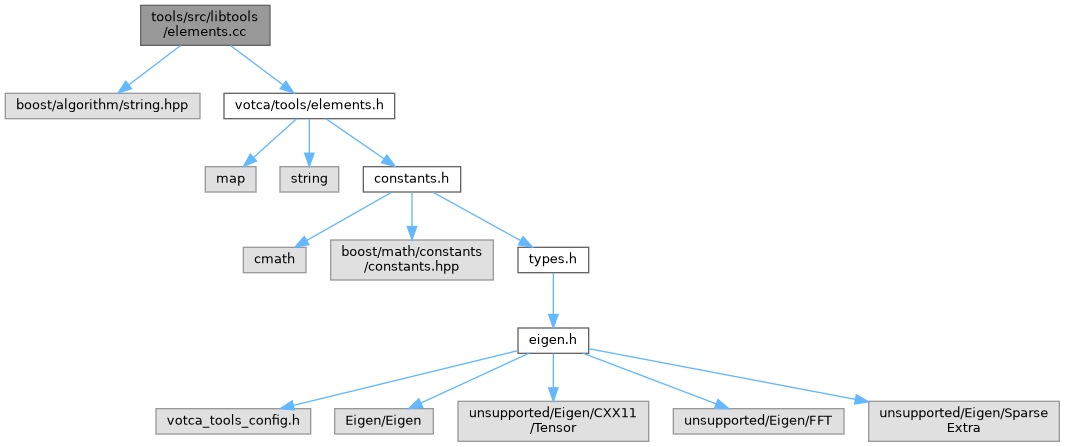 tools/src/libtools
/elements.cc
boost/algorithm/string.hpp
votca/tools/elements.h
map
string
constants.h
cmath
boost/math/constants
/constants.hpp
types.h
eigen.h
votca_tools_config.h
Eigen/Eigen
unsupported/Eigen/CXX11
/Tensor
unsupported/Eigen/FFT
unsupported/Eigen/Sparse
Extra